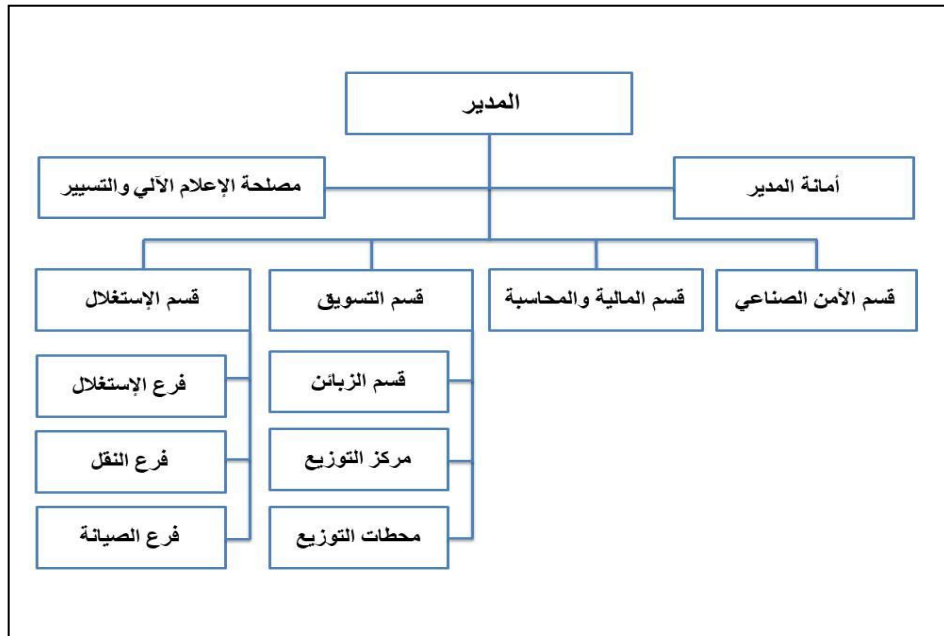 المدير
أمانة المدير
مصلحة الإعلام الآلي والتسيير
قسم الأمن الصناعي
قسم المالية والمحاسبة
قسم التسويق
قسم الإستغلال
قسم الزبائن
فرع الإستغلال
مركز التوزيع
فرع النقل
محطات التوزيع
فرع الصيانة